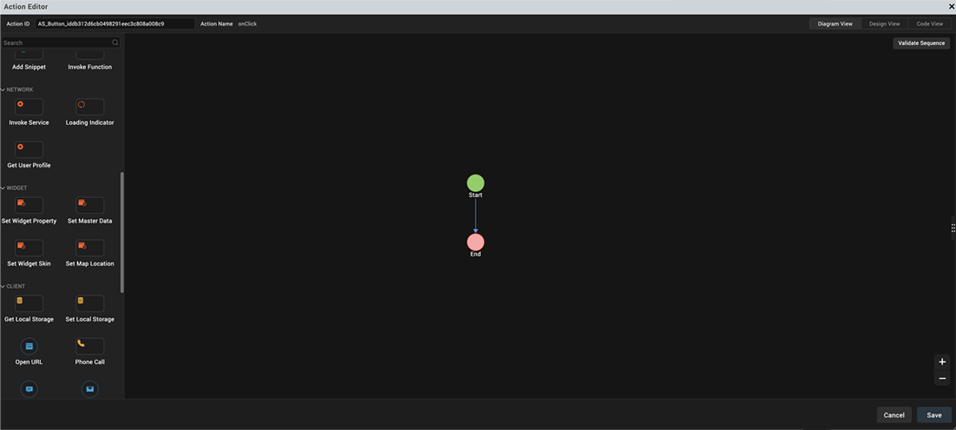 Action Editor
Action ID AS_Button_iddb312d6cb0498291eec3c808a008c9 Action Name onClick Diagram View Design View Code View
Search
Validate Sequence
Add Snippet Invoke Function
NETWORK
Invoke Service Loading Indicator
Get User Profile
WIDGET
Set Widget Property Set Master Data
Set Widget Skin Set Map Location
CLIENT
Get Local Storage Set Local Storage
Open URL Phone Call
Start
End
Cancel Save